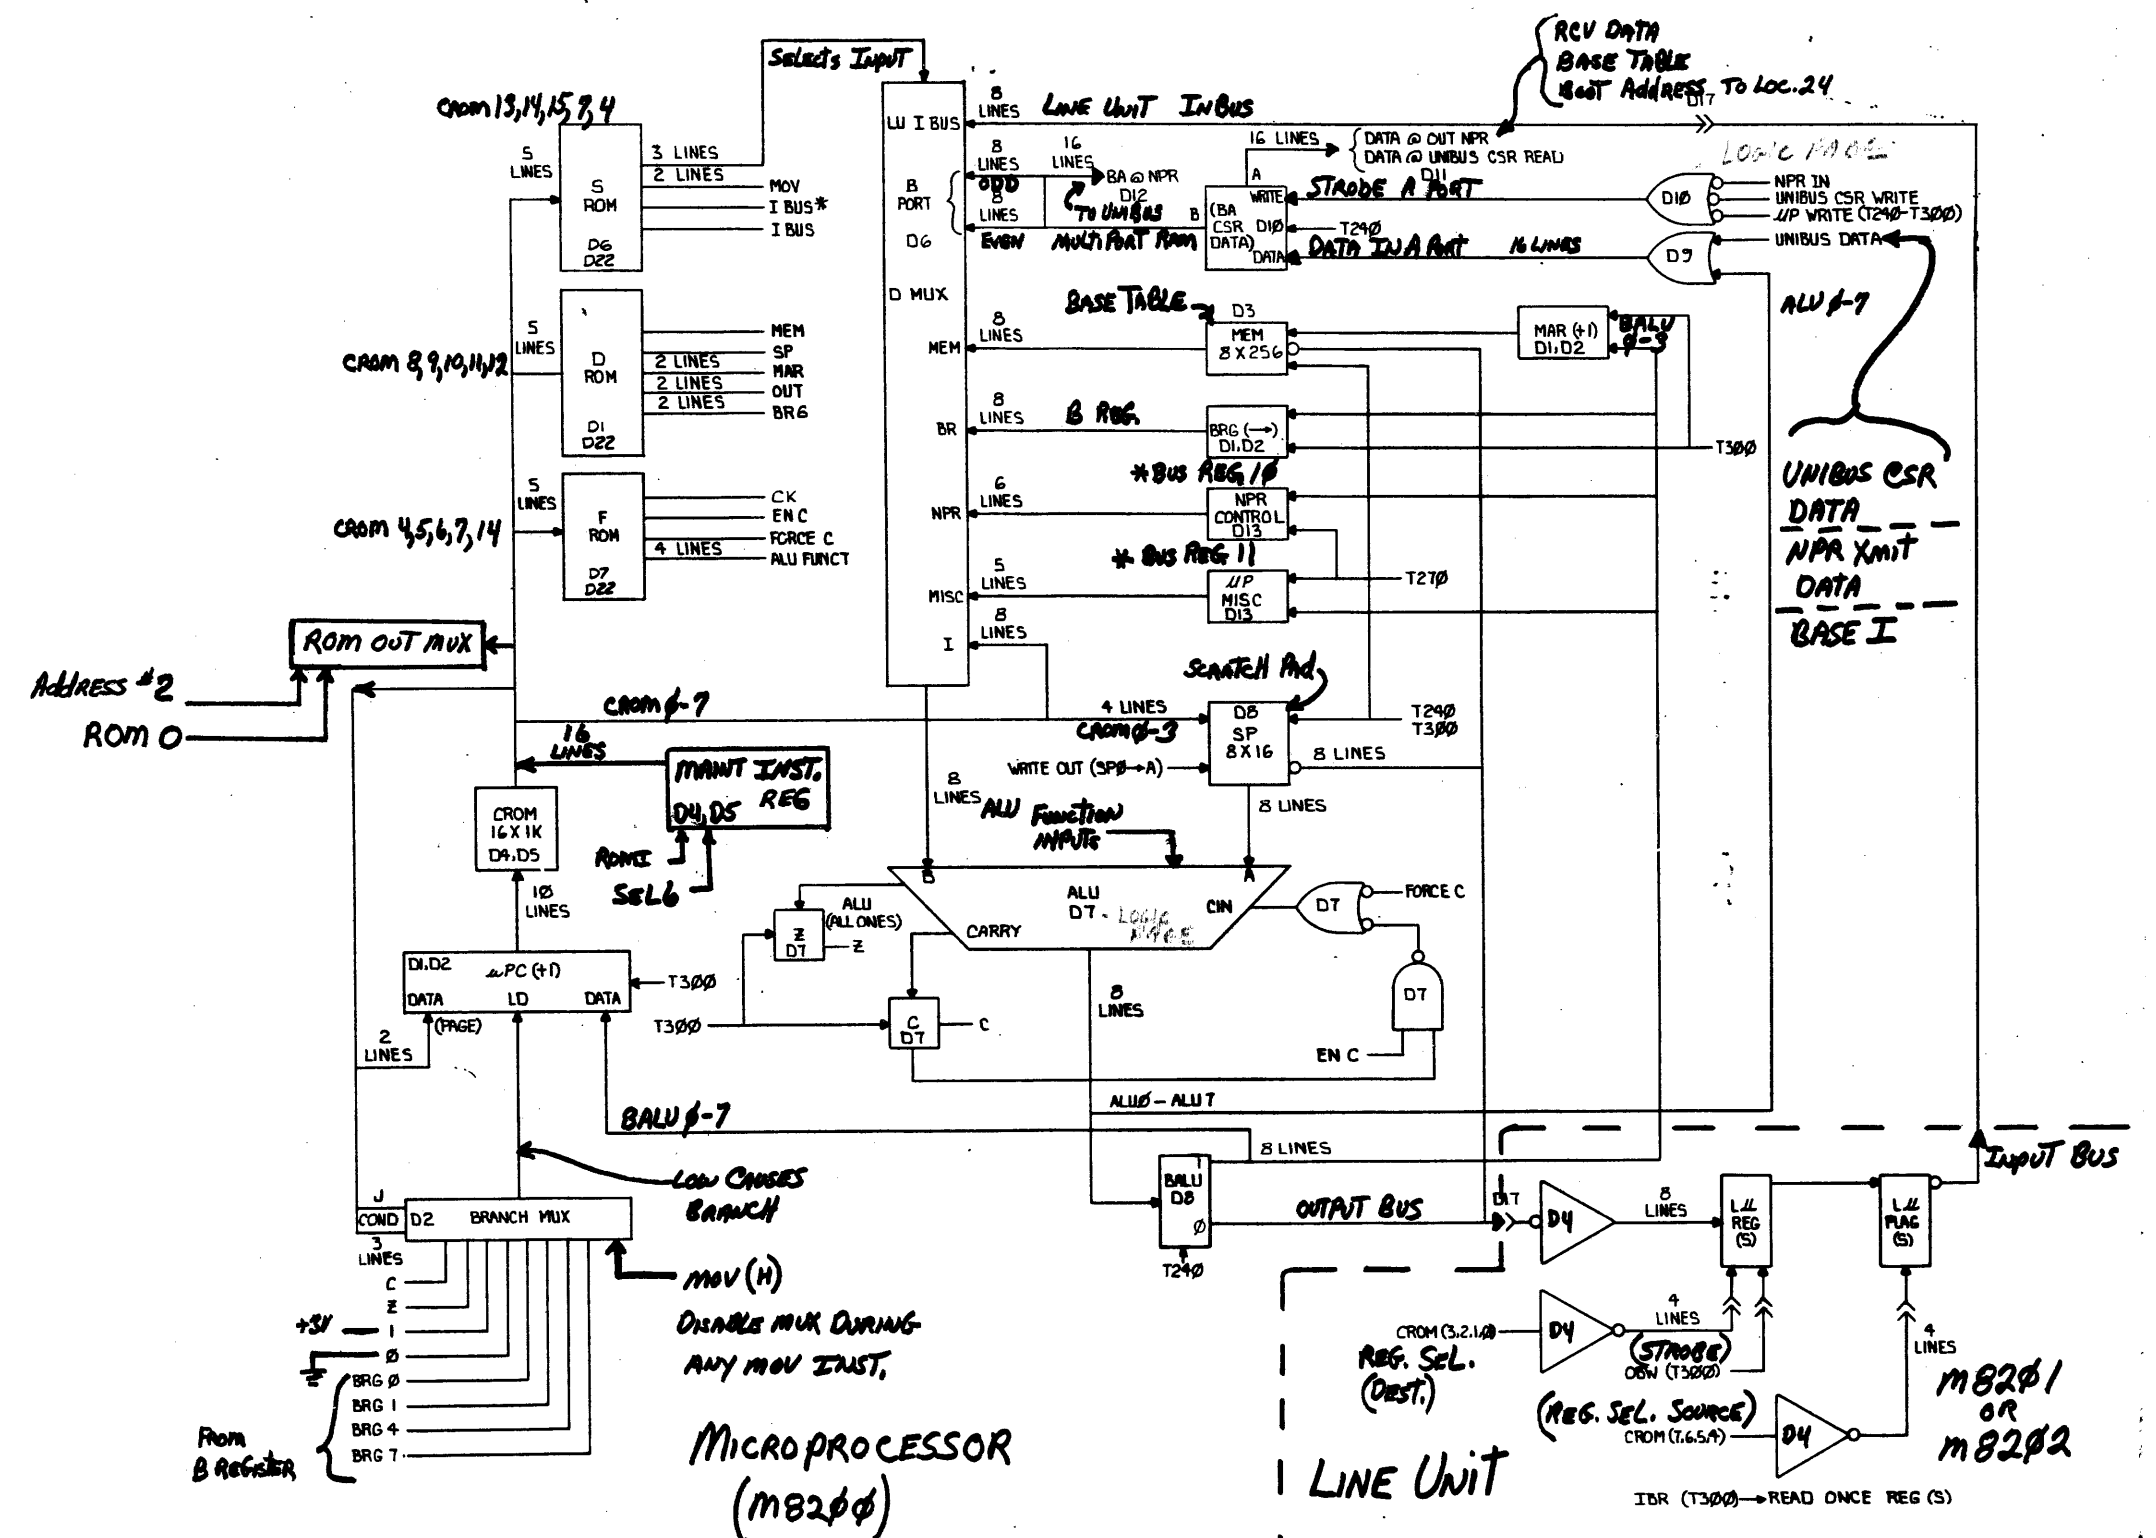 RCV DATA
BASE TABLE
BOOT ADDRESS TO LOC. 24
D17
SELECTS INPUT
CROM 13,14,15,7,4
5 LINES
S ROM
D6
D22
3 LINES
2 LINES
MOV
I BUS*
I BUS
LU I BUS
8 LINES
LINE UNIT INBUS
B PORT
D6
8 LINES
ODD
8 LINES
EVEN
16 LINES
BA @ NPR
D12
TO UNIBUS
MULTI PORT RAM
16 LINES
DATA @ OUT NPR
DATA @ UNIBUS CSR READ
D11
A
WRITE
B
(BA CSR DATA)
D10
DATA
STROBE A PORT
T240
DATA IN A PORT
16 LINES
LOGIC PAGE
D10
NPR IN
UNIBUS CSR WRITE
µP WRITE (T240-T300)
D9
UNIBUS DATA
ALU 0-7
D MUX
CROM 8,9,10,11,12
5 LINES
D ROM
D1
D22
MEM
SP
2 LINES
MAR
2 LINES
OUT
2 LINES
BRG
BASE TABLE
D3
MEM
8 X 256
MAR (+1)
D1,D2
BALU 0-3
8 LINES
MEM
8 LINES
BR
B REG.
BRG (→)
D1,D2
T300
UNIBUS CSR
DATA
NPR XMIT
DATA
BASE I
CROM 4,5,6,7,14
5 LINES
F ROM
D7
D22
CK
EN C
FORCE C
4 LINES
ALU FUNCT
* BUS REG 10
6 LINES
NPR
NPR CONTROL
D13
* BUS REG. 11
5 LINES
MISC
µP MISC
D13
T270
8 LINES
I
ROM OUT MUX
ADDRESS #2
ROM 0
CROM 0-7
16 LINES
SCRATCH PAD
4 LINES
CROM 0-3
D8
SP
8 X 16
T240
T300
WRITE OUT (SP0→A)
8 LINES
8 LINES
MAINT INST. REG
D4, D5
ROMI
SEL6
CROM
16 X 1K
D4,D5
8 LINES
ALU FUNCTION INPUTS
10 LINES
B
ALU
D7 - LOGIC PAGE
A
CIN
CARRY
D7
FORCE C
ALU (ALL ONES)
Z
D7
Z
D1,D2
µPC (+1)
DATA
LD
DATA
T300
(PAGE)
2 LINES
T300
C
D7
C
8 LINES
D7
EN C
BALU 0-7
ALU0 - ALU7
8 LINES
LOW CAUSES
BRANCH
BALU
D8
1
0
T240
OUTPUT BUS
INPUT BUS
J
COND
D2
BRANCH MUX
3 LINES
C
Z
+3V
1
0
BRG 0
BRG 1
BRG 4
BRG 7
FROM
B REGISTER
MOV (H)
DISABLE MUX DURING
ANY MOV INST.
D17
D4
8 LINES
LU REG (S)
LU FLAG (S)
CROM (3,2,1,0)
D4
4 LINES
REG. SEL.
(DEST.)
(STROBE)
OBW (T300)
4 LINES
(REG. SEL. SOURCE)
CROM (7,6,5,4)
D4
M8201
OR
M8202
MICROPROCESSOR
(M8200)
LINE UNIT
IBR (T300)→READ ONCE REG (S)